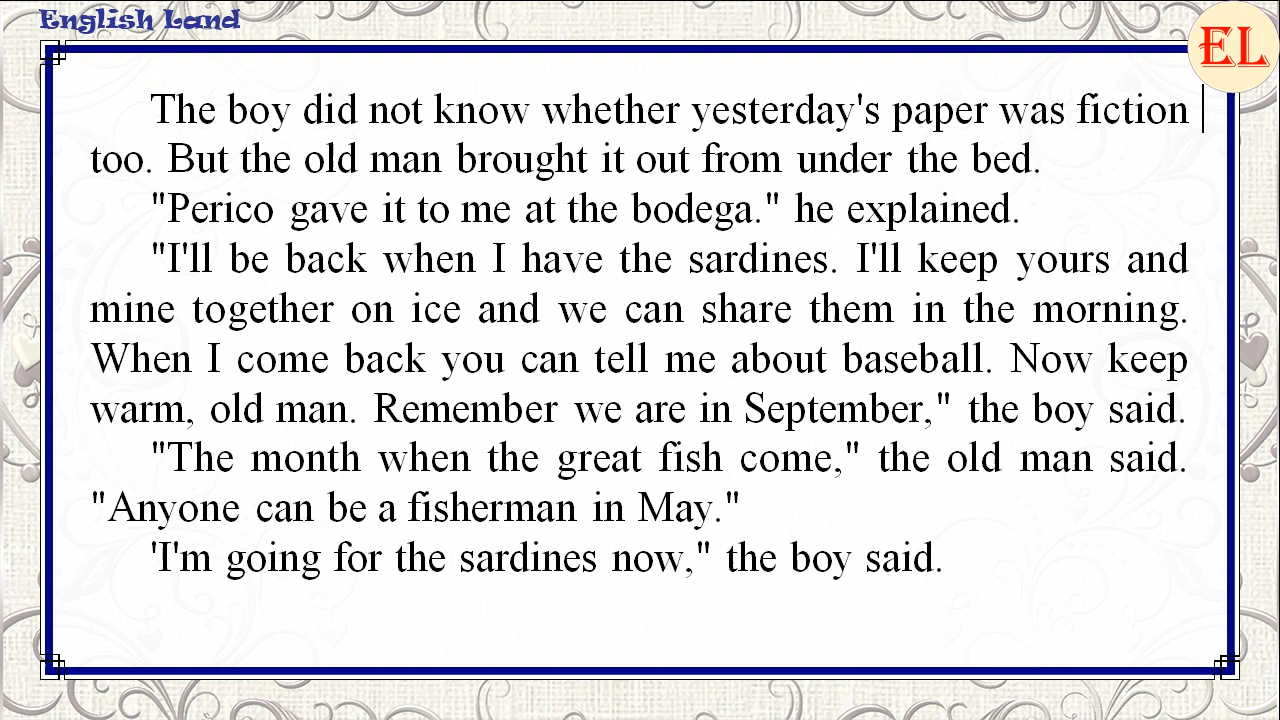 English Land
EL
The boy did not know whether yesterday's paper was fiction
too. But the old man brought it out from under the bed.
"Perico gave it to me at the bodega." he explained.
"I'll be back when I have the sardines. I'll keep yours and
mine together on ice and we can share them in the morning.
When I come back you can tell me about baseball. Now keep
warm, old man. Remember we are in September," the boy said.
"The month when the great fish come," the old man said.
"Anyone can be a fisherman in May."
'I'm going for the sardines now," the boy said.